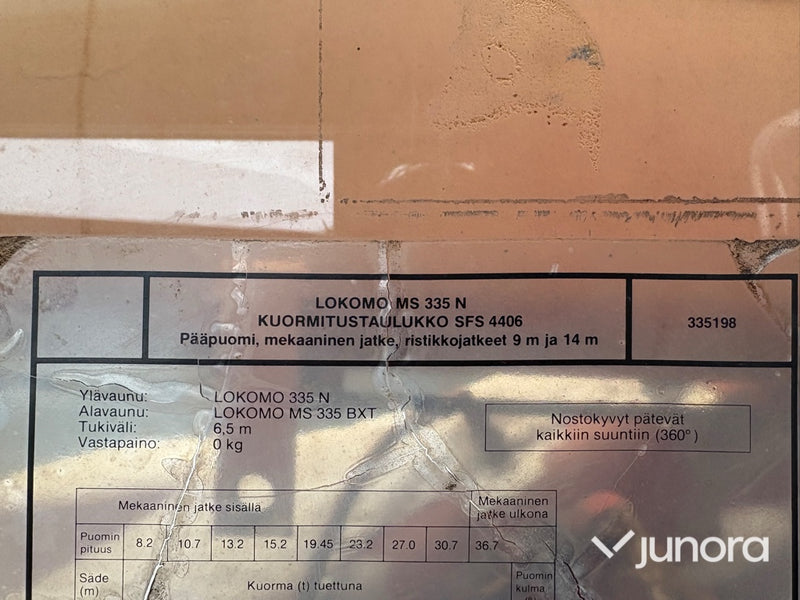 LOKOMO MS 335 N
KUORMITUSTAULUKKO SFS 4406
Pääpuomi, mekaaninen jatke, ristikkojatkeet 9 m ja 14 m
335198
Ylävaunu: LOKOMO 335 N
Alavaunu: LOKOMO MS 335 BXT
Tukiväli: 6,5 m
Vastapaino: 0 kg
Nostokyvyt pätevät
kaikkiin suuntiin (360°)
Mekaaninen jatke sisällä
Mekaaninen
jatke ulkona
Puomin
pituus 8.2 10.7 13.2 15.2 19.45 23.2 27.0 30.7 36.7
Säde
(m)
Kuorma (t) tuettuna
Puomin
kulma
junora